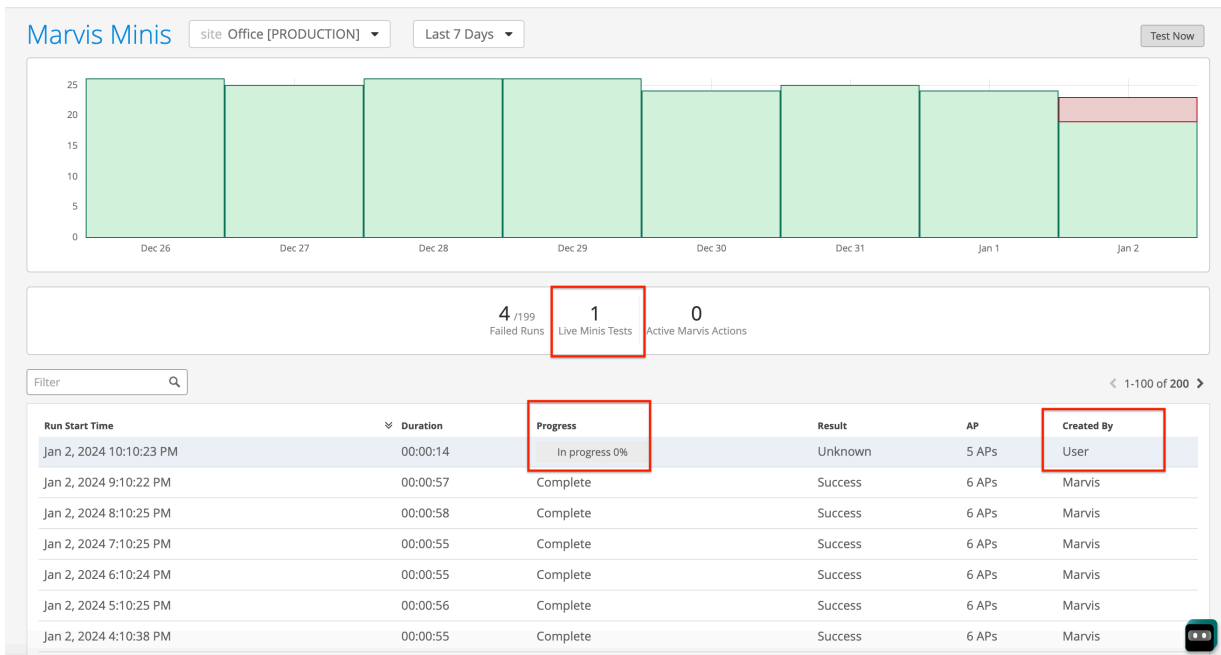 Marvis Minis site Office [PRODUCTION] Last 7 Days Test Now
25
20
15
10
5
0
Dec 26 Dec 27 Dec 28 Dec 29 Dec 30 Dec 31 Jan 1 Jan 2
4 /199 1 0
Failed Runs Live Minis Tests Active Marvis Actions
Filter 1-100 of 200
Run Start Time Duration Progress Result AP Created By
Jan 2, 2024 10:10:23 PM 00:00:14 In progress 0% Unknown 5 APs User
Jan 2, 2024 9:10:22 PM 00:00:57 Complete Success 6 APs Marvis
Jan 2, 2024 8:10:25 PM 00:00:58 Complete Success 6 APs Marvis
Jan 2, 2024 7:10:25 PM 00:00:55 Complete Success 6 APs Marvis
Jan 2, 2024 6:10:24 PM 00:00:55 Complete Success 6 APs Marvis
Jan 2, 2024 5:10:25 PM 00:00:56 Complete Success 6 APs Marvis
Jan 2, 2024 4:10:38 PM 00:00:55 Complete Success 6 APs Marvis